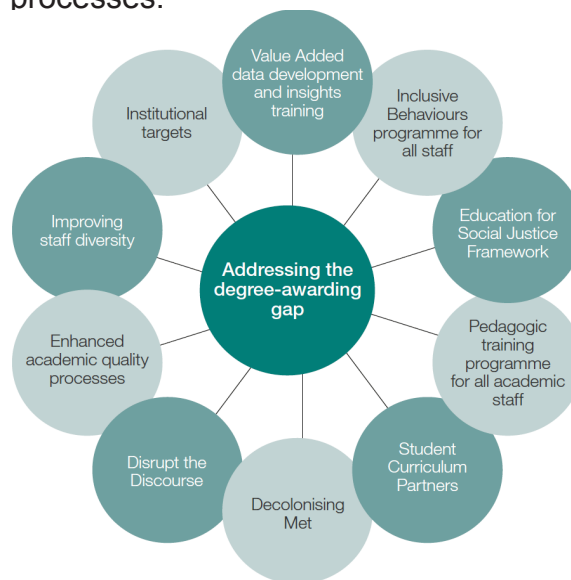 processes.
Value Added
data development
and insights
training
Inclusive
Behaviours
programme for
all staff
Education for
Social Justice
Framework
Pedagogic
training
programme
for all academic
staff
Student
Curriculum
Partners
Decolonising
Met
Disrupt the
Discourse
Enhanced
academic quality
processes
Improving
staff diversity
Institutional
targets
Addressing the
degree-awarding
gap